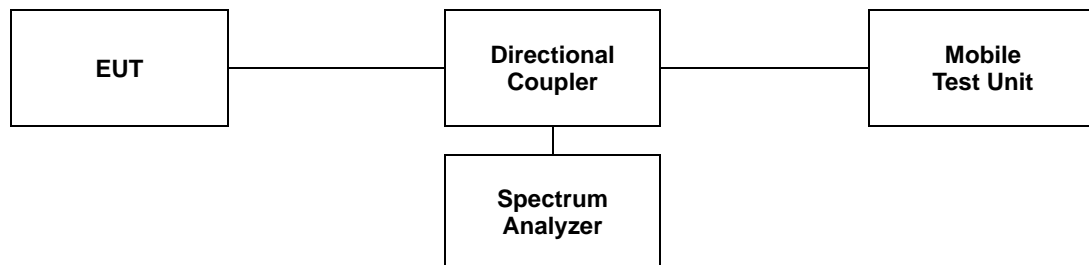 EUT
Directional
Coupler
Mobile
Test Unit
Spectrum
Analyzer